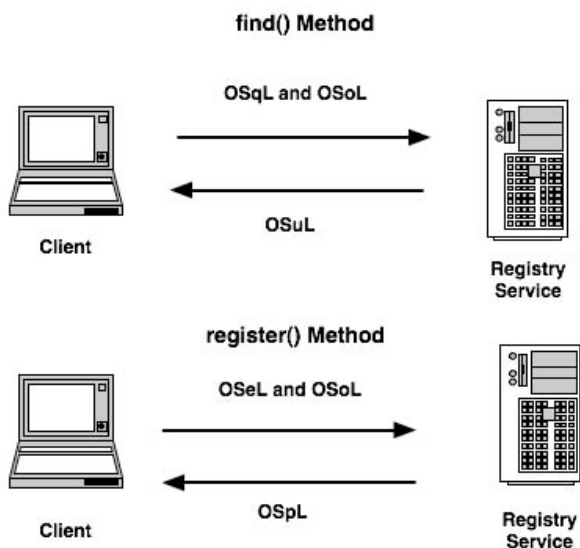 find() Method
OSqL and OSoL
OSuL
Client
Registry
Service
register() Method
OSeL and OSoL
OSpL
Client
Registry
Service